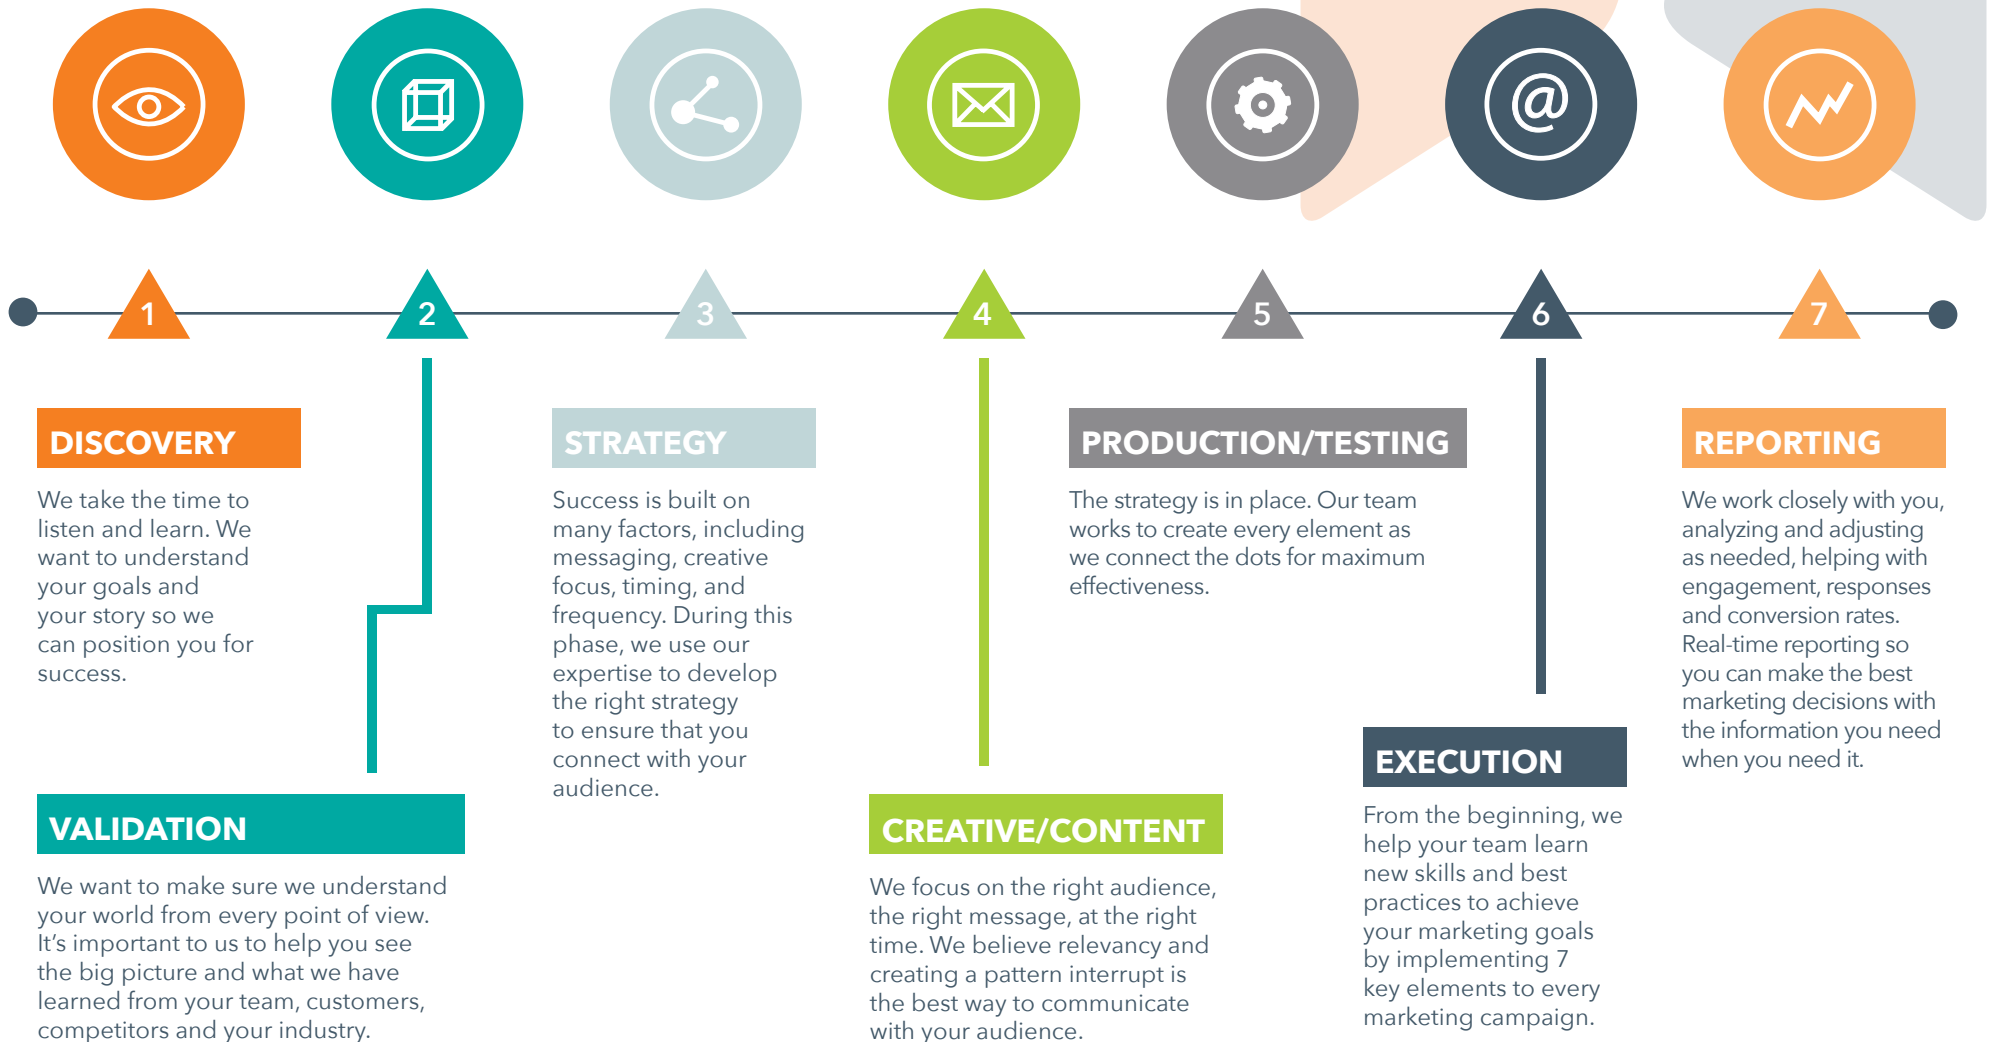 @
1
2
3
4
5
6
7
DISCOVERY
We take the time to
listen and learn. We
want to understand
your goals and
your story so we
can position you for
success.
VALIDATION
We want to make sure we understand
your world from every point of view.
It's important to us to help you see
the big picture and what we have
learned from your team, customers,
competitors and your industry.
STRATEGY
Success is built on
many factors, including
messaging, creative
focus, timing, and
frequency. During this
phase, we use our
expertise to develop
the right strategy
to ensure that you
connect with your
audience.
CREATIVE/CONTENT
We focus on the right audience,
the right message, at the right
time. We believe relevancy and
creating a pattern interrupt is
the best way to communicate
with your audience.
PRODUCTION/TESTING
The strategy is in place. Our team
works to create every element as
we connect the dots for maximum
effectiveness.
EXECUTION
From the beginning, we
help your team learn
new skills and best
practices to achieve
your marketing goals
by implementing 7
key elements to every
marketing campaign.
REPORTING
We work closely with you,
analyzing and adjusting
as needed, helping with
engagement, responses
and conversion rates.
Real-time reporting so
you can make the best
marketing decisions with
the information you need
when you need it.